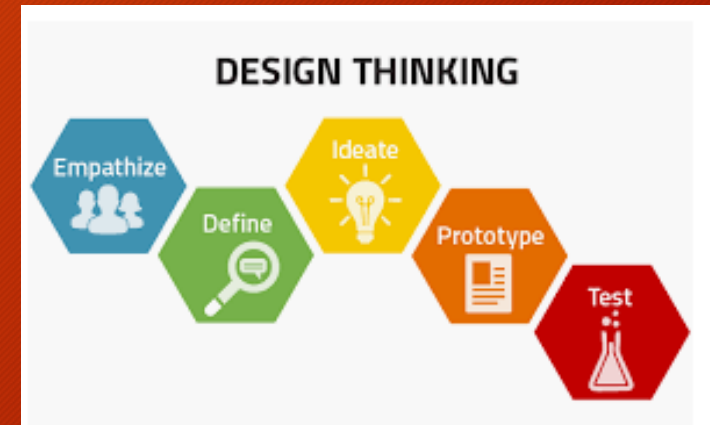 DESIGN THINKING
Empathize
Define
Ideate
Prototype
Test